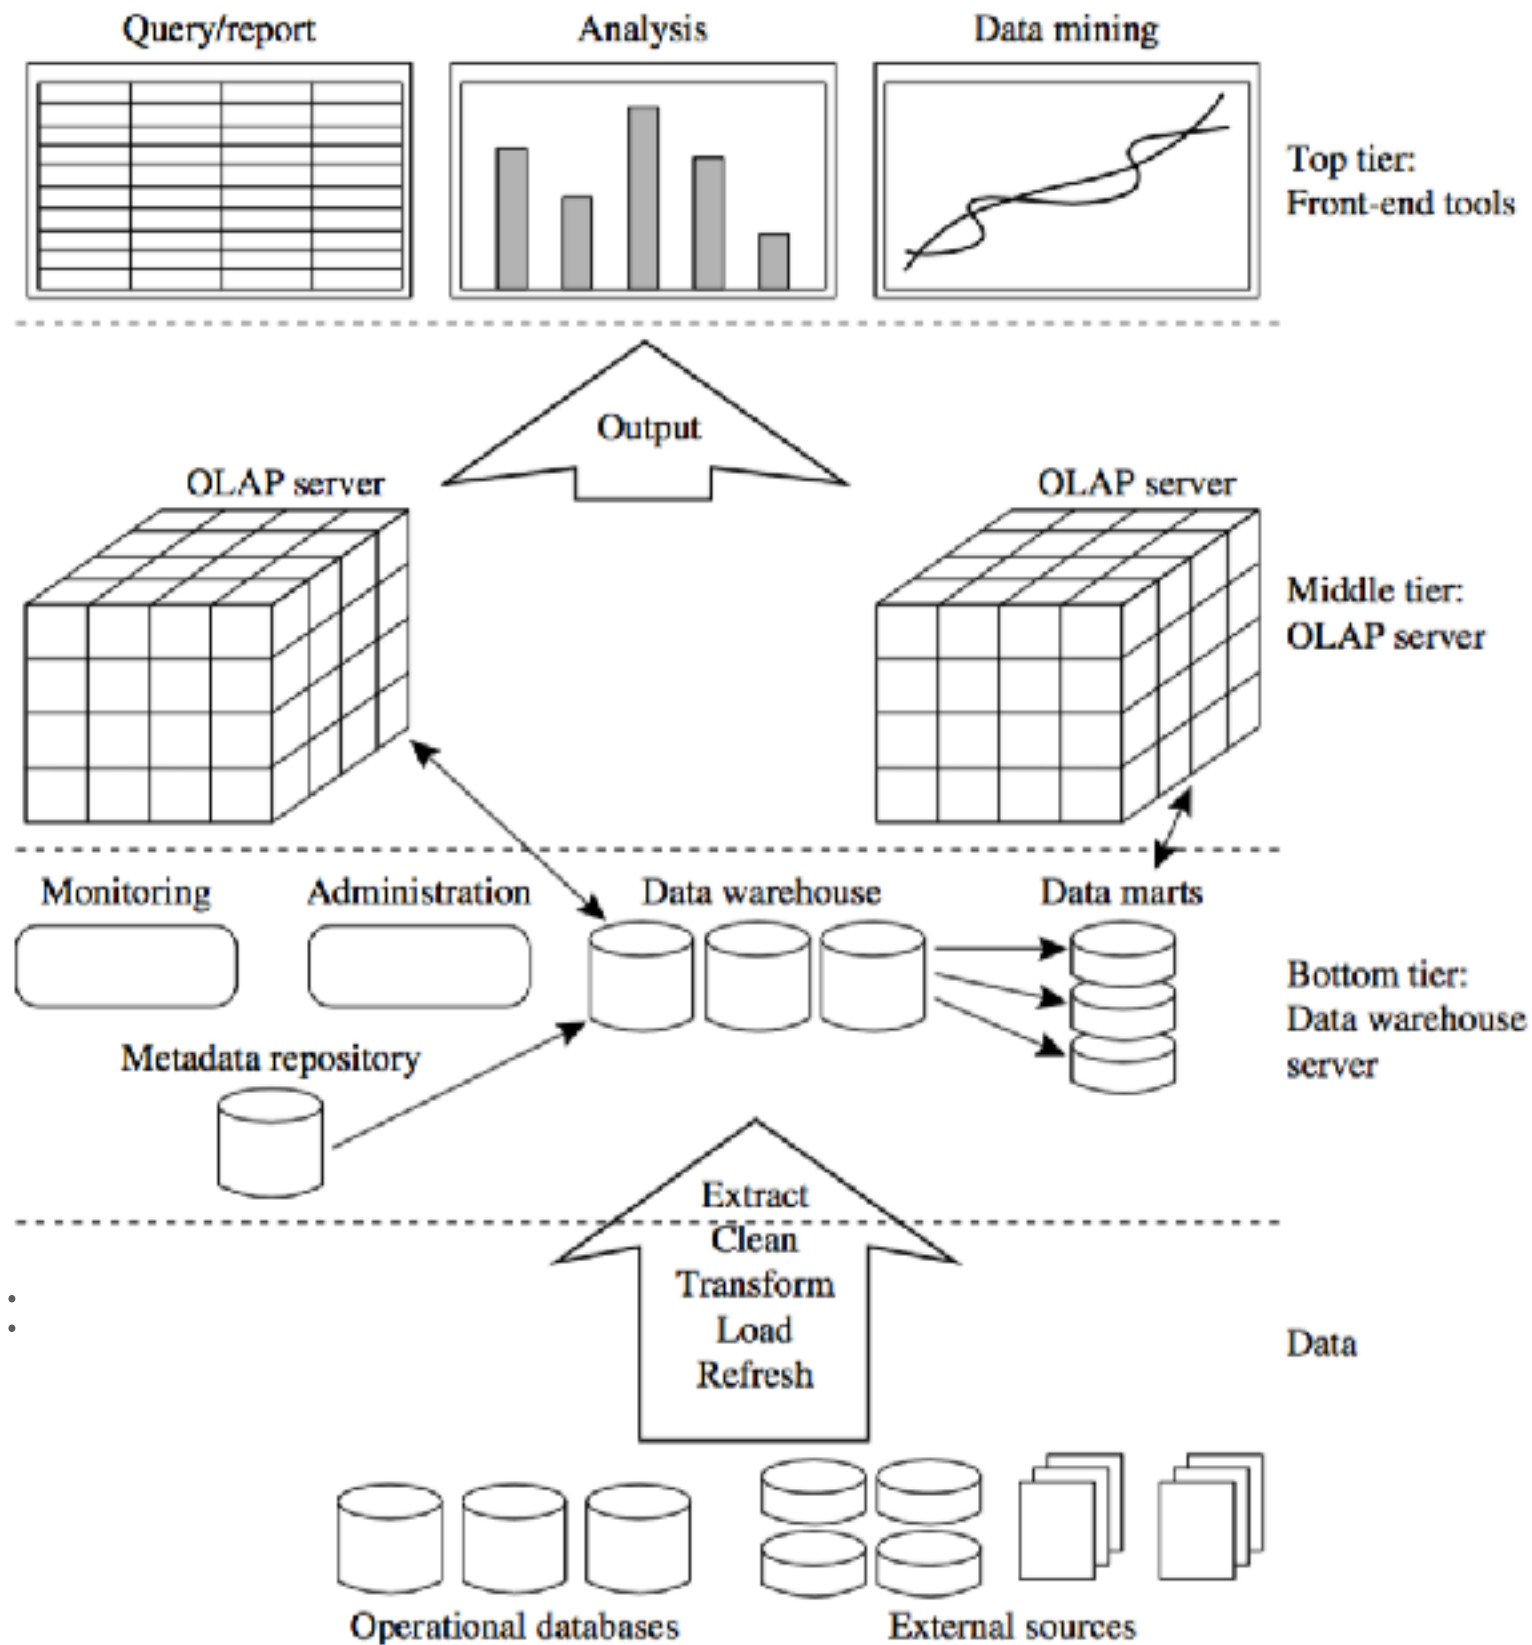 Query/report
Analysis
Data mining
Top tier:
Front-end tools
Output
OLAP server
OLAP server
Middle tier:
OLAP server
Monitoring
Administration
Data warehouse
Data marts
Bottom tier:
Data warehouse
server
Metadata repository
Extract
Clean
Transform
Load
Refresh
Data
Operational databases
External sources